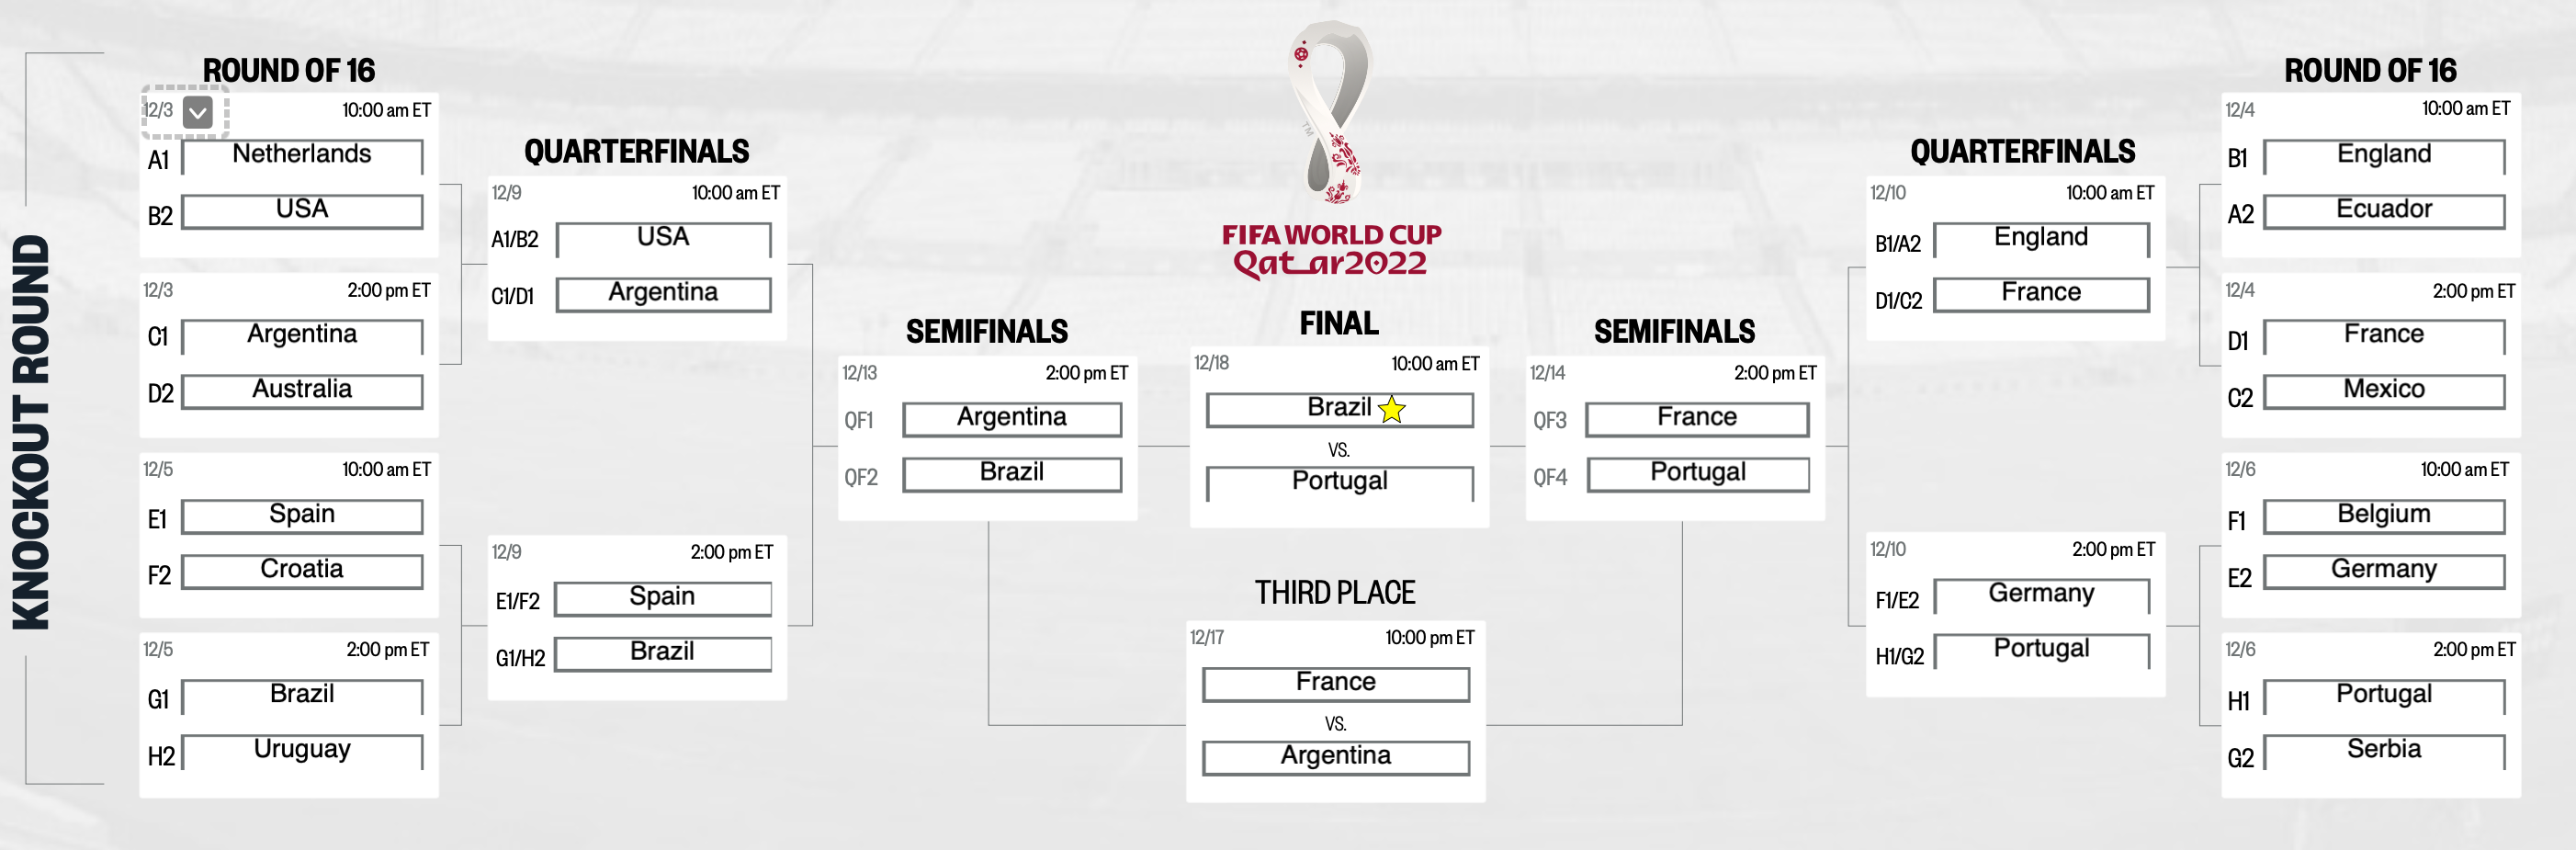 KNOCKOUT ROUND
ROUND OF 16
12/3 10:00 am ET
A1 Netherlands
B2 USA
12/3 2:00 pm ET
C1 Argentina
D2 Australia
12/5 10:00 am ET
E1 Spain
F2 Croatia
12/5 2:00 pm ET
G1 Brazil
H2 Uruguay
QUARTERFINALS
12/9 10:00 am ET
A1/B2 USA
C1/D1 Argentina
12/9 2:00 pm ET
E1/F2 Spain
G1/H2 Brazil
SEMIFINALS
12/13 2:00 pm ET
QF1 Argentina
QF2 Brazil
TM
FIFA WORLD CUP
Qatar2022
FINAL
12/18 10:00 am ET
Brazil
VS.
Portugal
THIRD PLACE
12/17 10:00 pm ET
France
VS.
Argentina
SEMIFINALS
12/14 2:00 pm ET
QF3 France
QF4 Portugal
QUARTERFINALS
12/10 10:00 am ET
B1/A2 England
D1/C2 France
12/10 2:00 pm ET
F1/E2 Germany
H1/G2 Portugal
ROUND OF 16
12/4 10:00 am ET
B1 England
A2 Ecuador
12/4 2:00 pm ET
D1 France
C2 Mexico
12/6 10:00 am ET
F1 Belgium
E2 Germany
12/6 2:00 pm ET
H1 Portugal
G2 Serbia